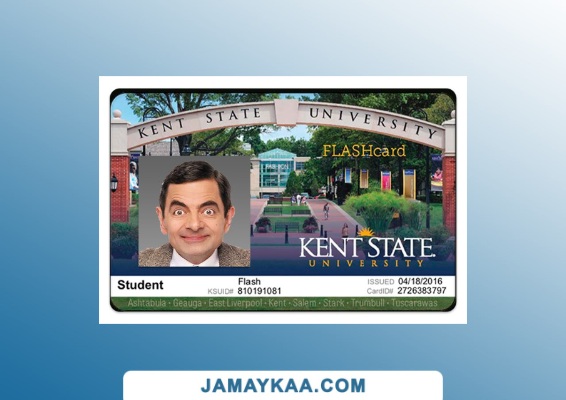 KENT STATE UNIVERSITY
FLASHcard
KENT STATE.
UNIVERSITY
Student
Flash
KSUID# 810191081
ISSUED 04/18/2016
CardID# 2726383797
Ashtabula · Geauga · East Liverpool · Kent · Salem · Stark · Trumbull · Tuscarawas
JAMAYKAA.COM